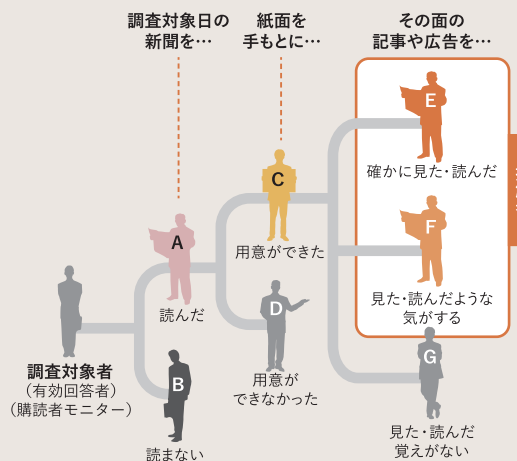 調査対象日の
新聞を…
紙面を
手もとに…
その面の
記事や広告を…
E
確かに見た・読んだ
C
用意ができた
A
読んだ
F
見た・読んだような
気がする
D
用意が
できなかった
調査対象者
(有効回答者)
(購読者モニター)
B
読まない
G
見た・読んだ
覚えがない